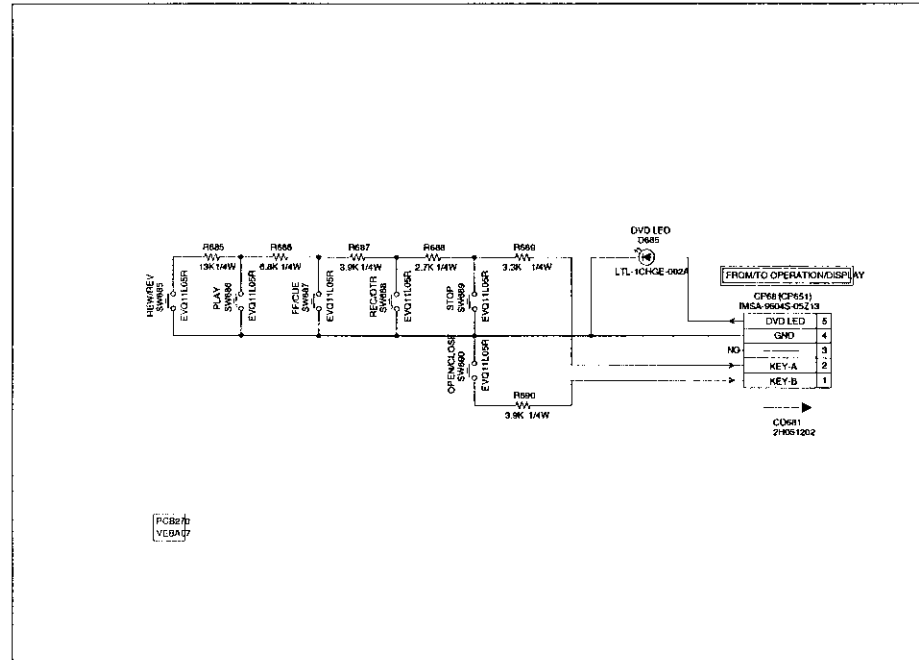 DVD LED
D685
R685
R686
R687
R688
R689
13K 1/4W
6.8K 1/4W
3.9K 1/4W
2.7K 1/4W
3.3K 1/4W
LTL-1CHGE-002A
FROM/TO OPERATION/DISPLAY
REW/REV
SW685
EVQ11L05R
PLAY
SW686
EVQ11L05R
FF/CUE
SW687
EVQ11L05R
REC/OTR
SW688
EVQ11L05R
STOP
SW689
EVQ11L05R
CP68 (CP651)
IMSA-9604S-05Z13
DVD LED 5
GND 4
3
KEY-A 2
KEY-B 1
OPEN/CLOSE
SW690
EVQ11L05R
R690
3.9K 1/4W
CD681
2H051202
PCB270